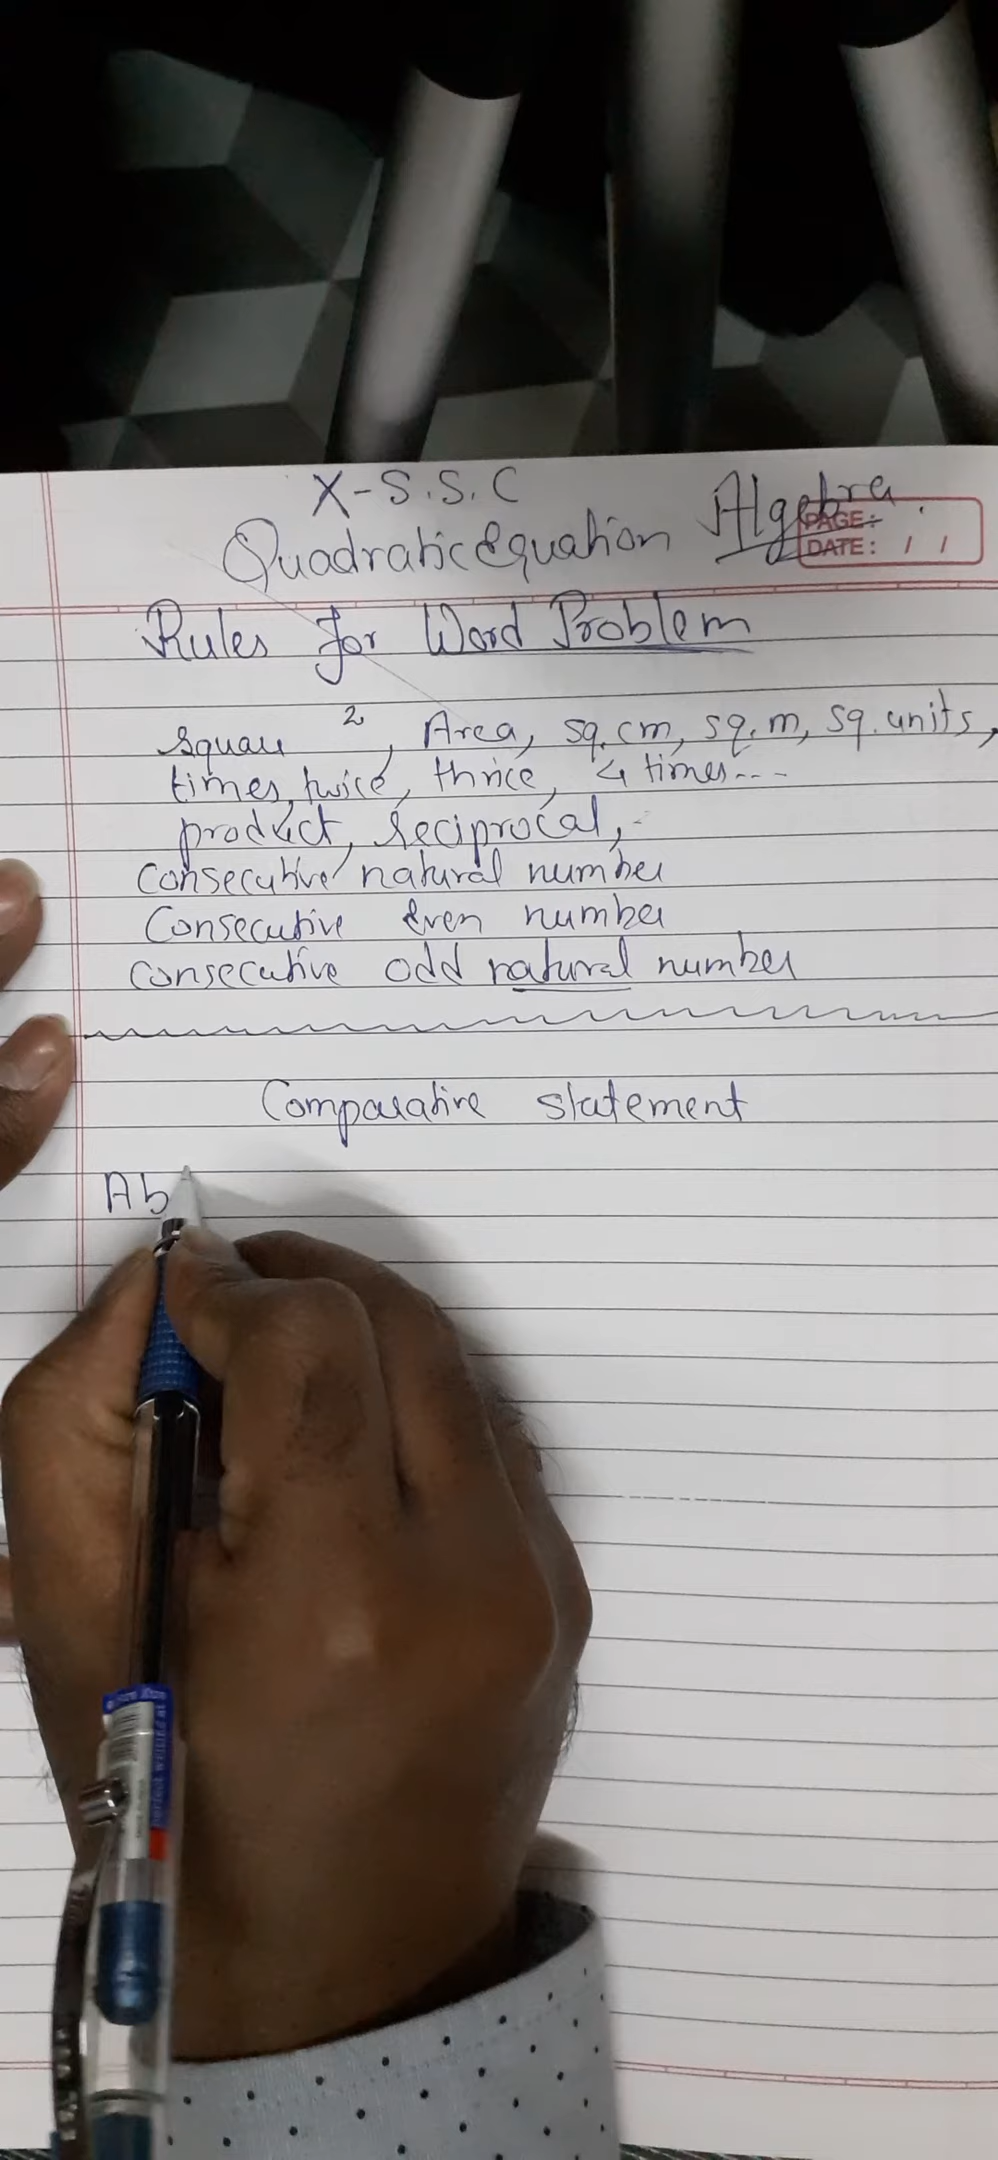 X-S.S.C
Quadratic equation Algebra
PAGE:
DATE: / /
Rules for Word Problem
square ², Area, sq.cm, sq.m, sq.units,
times, twice, thrice, 4 times---
product, reciprocal,-
Consecutive natural number
Consecutive even number
consecutive odd natural number
Comparative statement
Ab